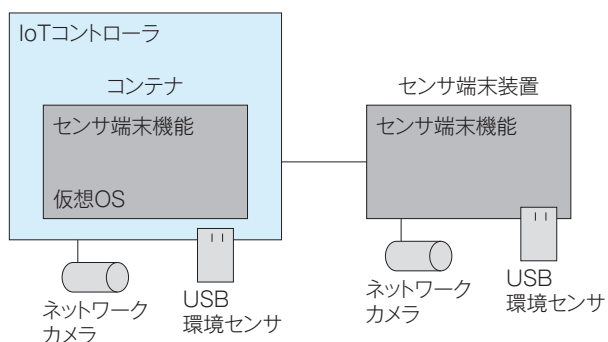 IoTコントローラ
コンテナ
センサ端末機能
仮想OS
ネットワーク
カメラ
USB
環境センサ
センサ端末装置
センサ端末機能
ネットワーク
カメラ
USB
環境センサ